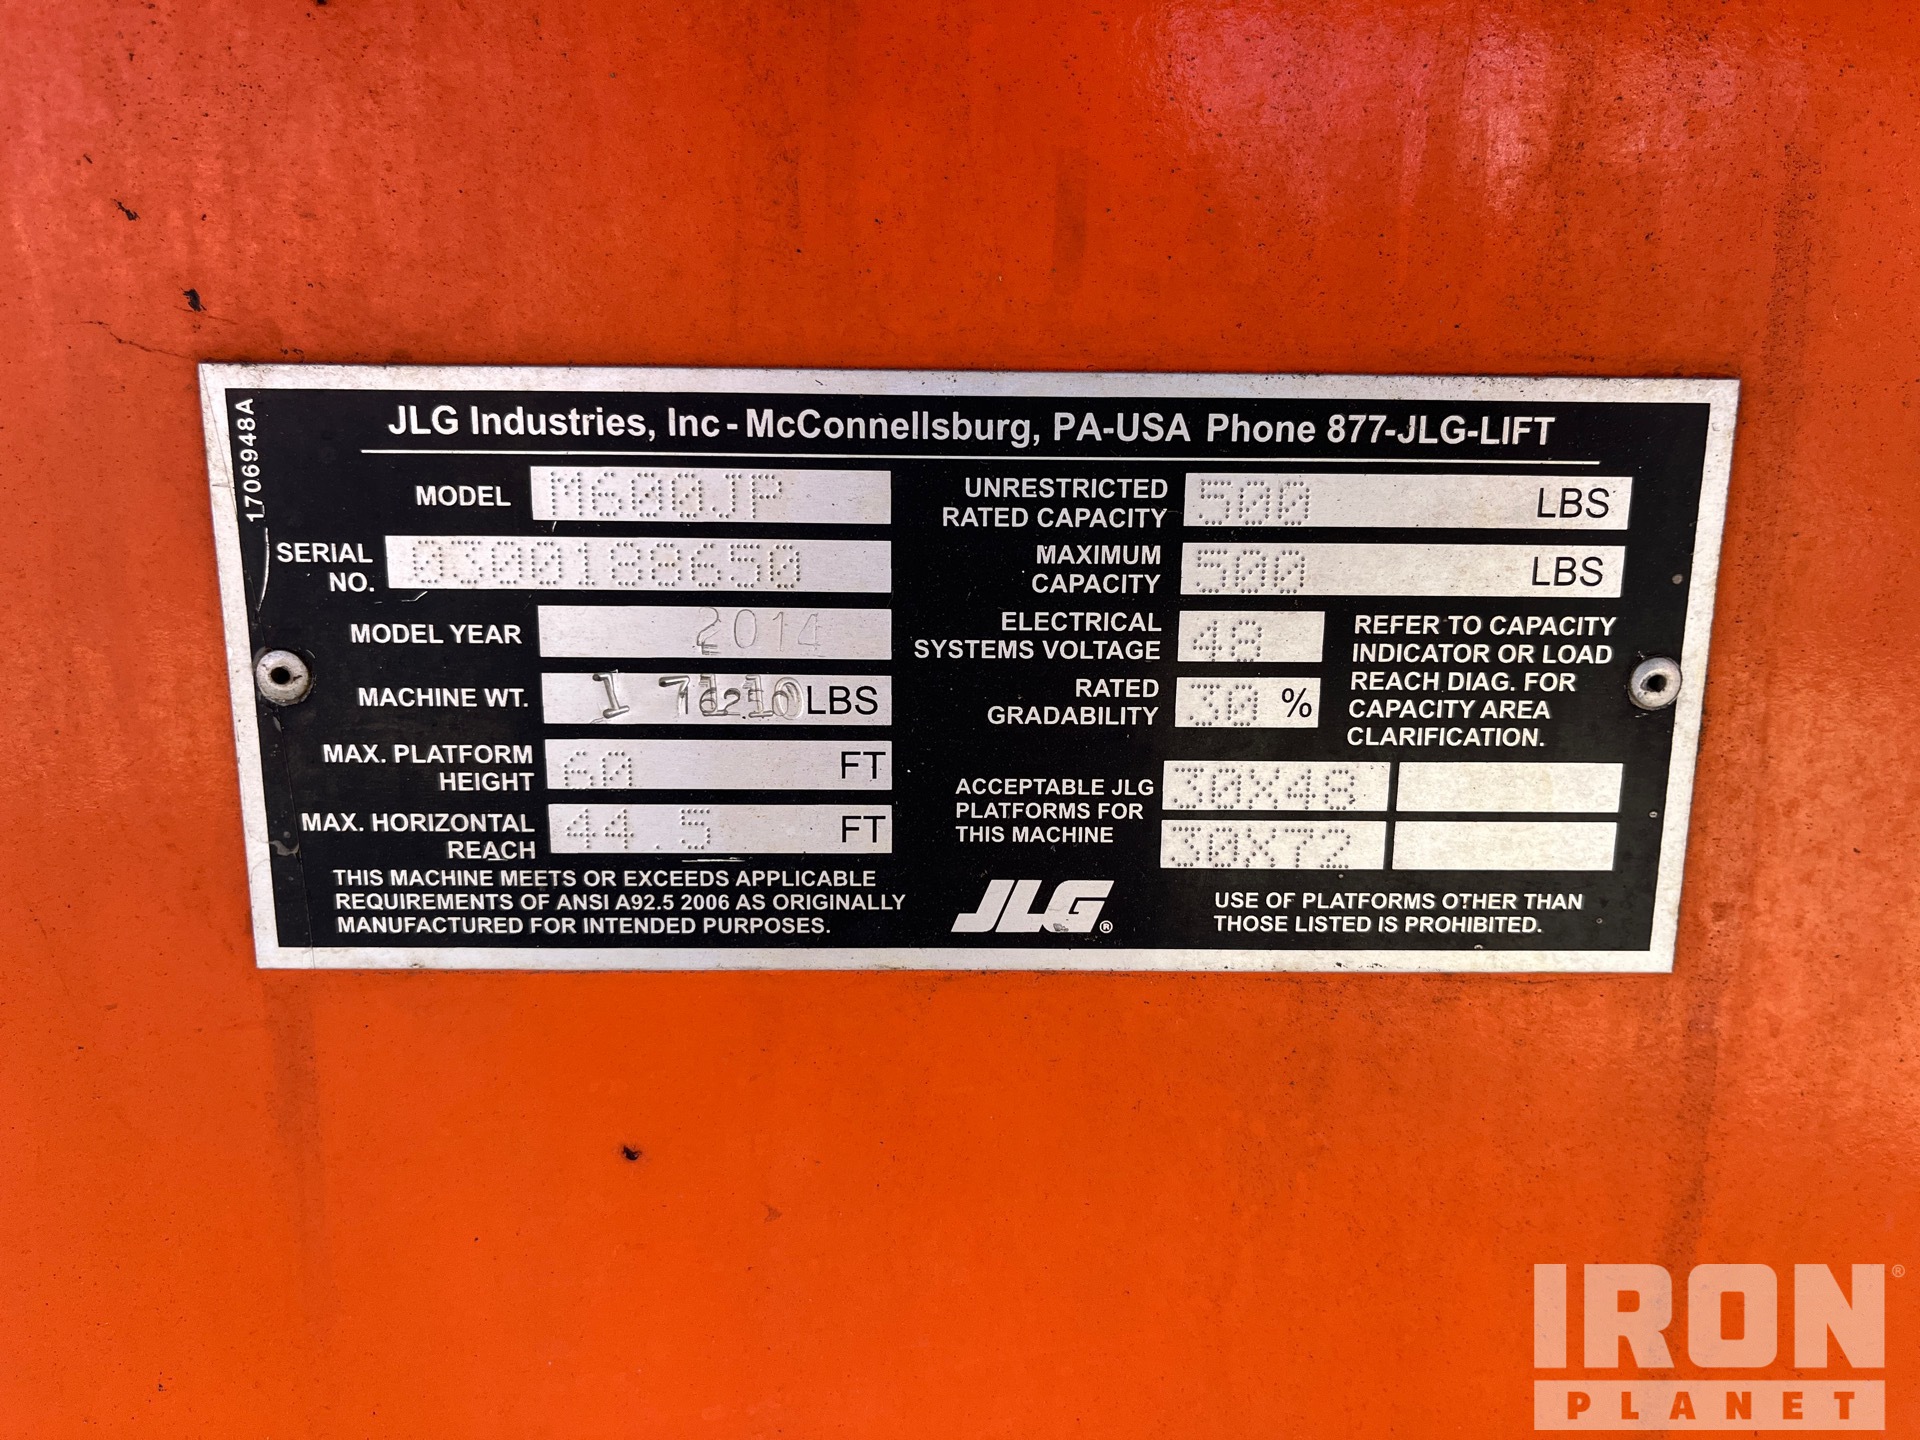 JLG Industries, Inc - McConnellsburg, PA-USA Phone 877-JLG-LIFT
1706948A
MODEL M600JP
SERIAL NO. 0300188650
MODEL YEAR 2014
MACHINE WT. LBS
MAX. PLATFORM HEIGHT 60 FT
MAX. HORIZONTAL REACH 44.5 FT
THIS MACHINE MEETS OR EXCEEDS APPLICABLE
REQUIREMENTS OF ANSI A92.5 2006 AS ORIGINALLY
MANUFACTURED FOR INTENDED PURPOSES.
UNRESTRICTED RATED CAPACITY 500 LBS
MAXIMUM CAPACITY 500 LBS
ELECTRICAL SYSTEMS VOLTAGE 48
RATED GRADABILITY 30 %
REFER TO CAPACITY
INDICATOR OR LOAD
REACH DIAG. FOR
CAPACITY AREA
CLARIFICATION.
ACCEPTABLE JLG
PLATFORMS FOR
THIS MACHINE
30X48
30X72
JLG®
USE OF PLATFORMS OTHER THAN
THOSE LISTED IS PROHIBITED.
IRON®
PLANET